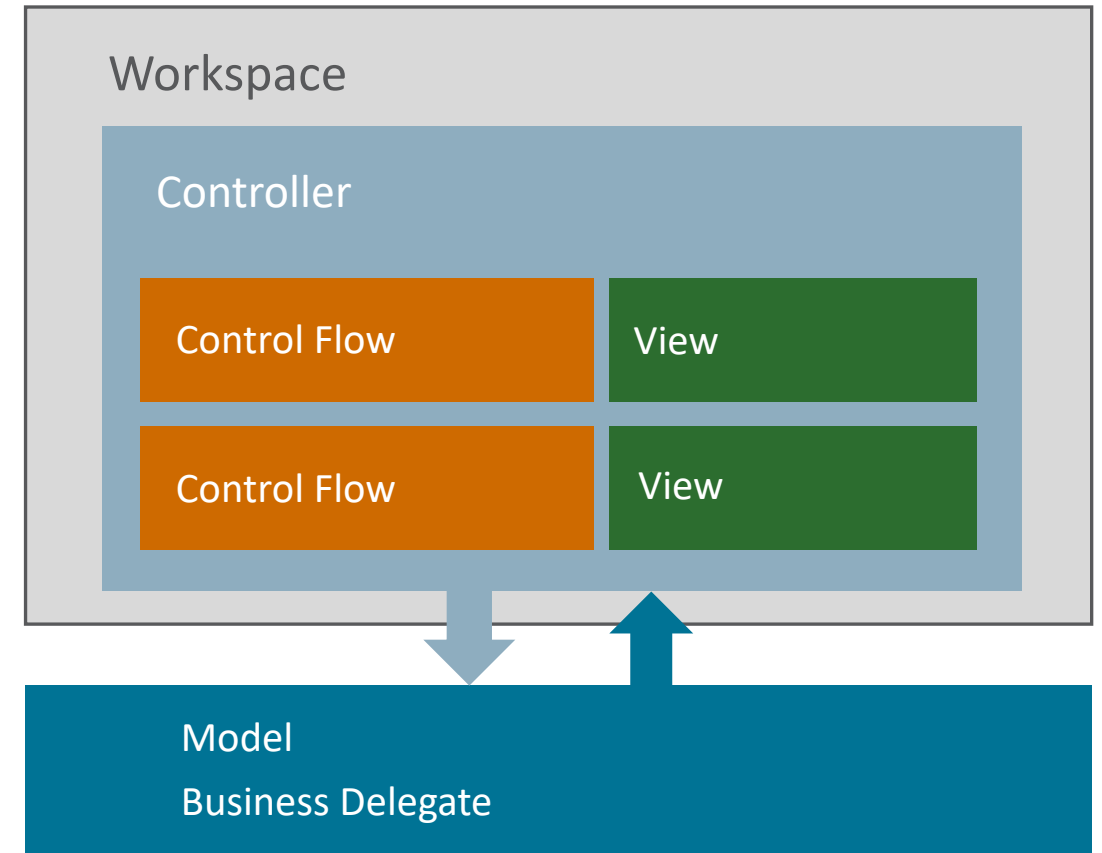 Workspace
Controller
Control Flow
View
Control Flow
View
Model
Business Delegate